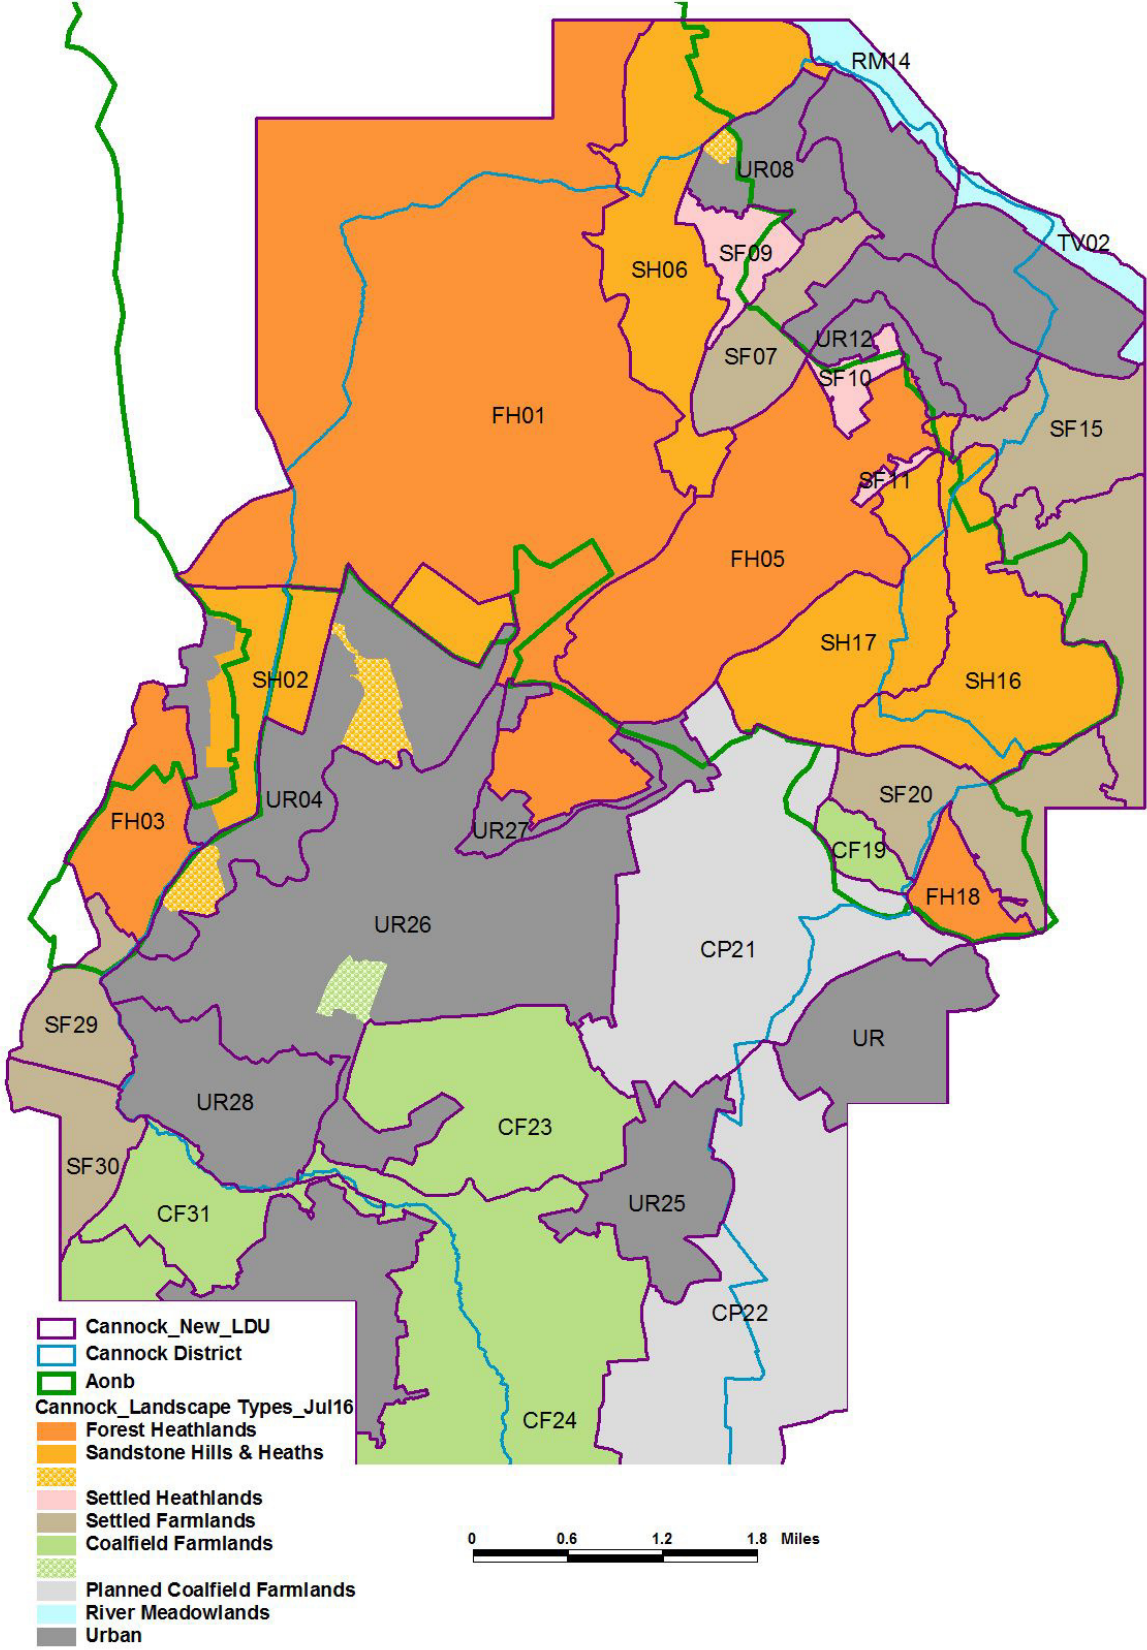 RM14
UR08
TV02
SF09
SH06
UR12
SF07
SF10
FH01
SF15
SF11
FH05
SH17
SH02
SH16
UR04
SF20
FH03
UR27
CF19
FH18
UR26
CP21
SF29
UR
UR28
CF23
SF30
UR25
CF31
CP22
CF24
Cannock_New_LDU
Cannock District
Aonb
Cannock_Landscape Types_Jul16
Forest Heathlands
Sandstone Hills & Heaths
Settled Heathlands
Settled Farmlands
Coalfield Farmlands
Planned Coalfield Farmlands
River Meadowlands
Urban
0 0.6 1.2 1.8 Miles